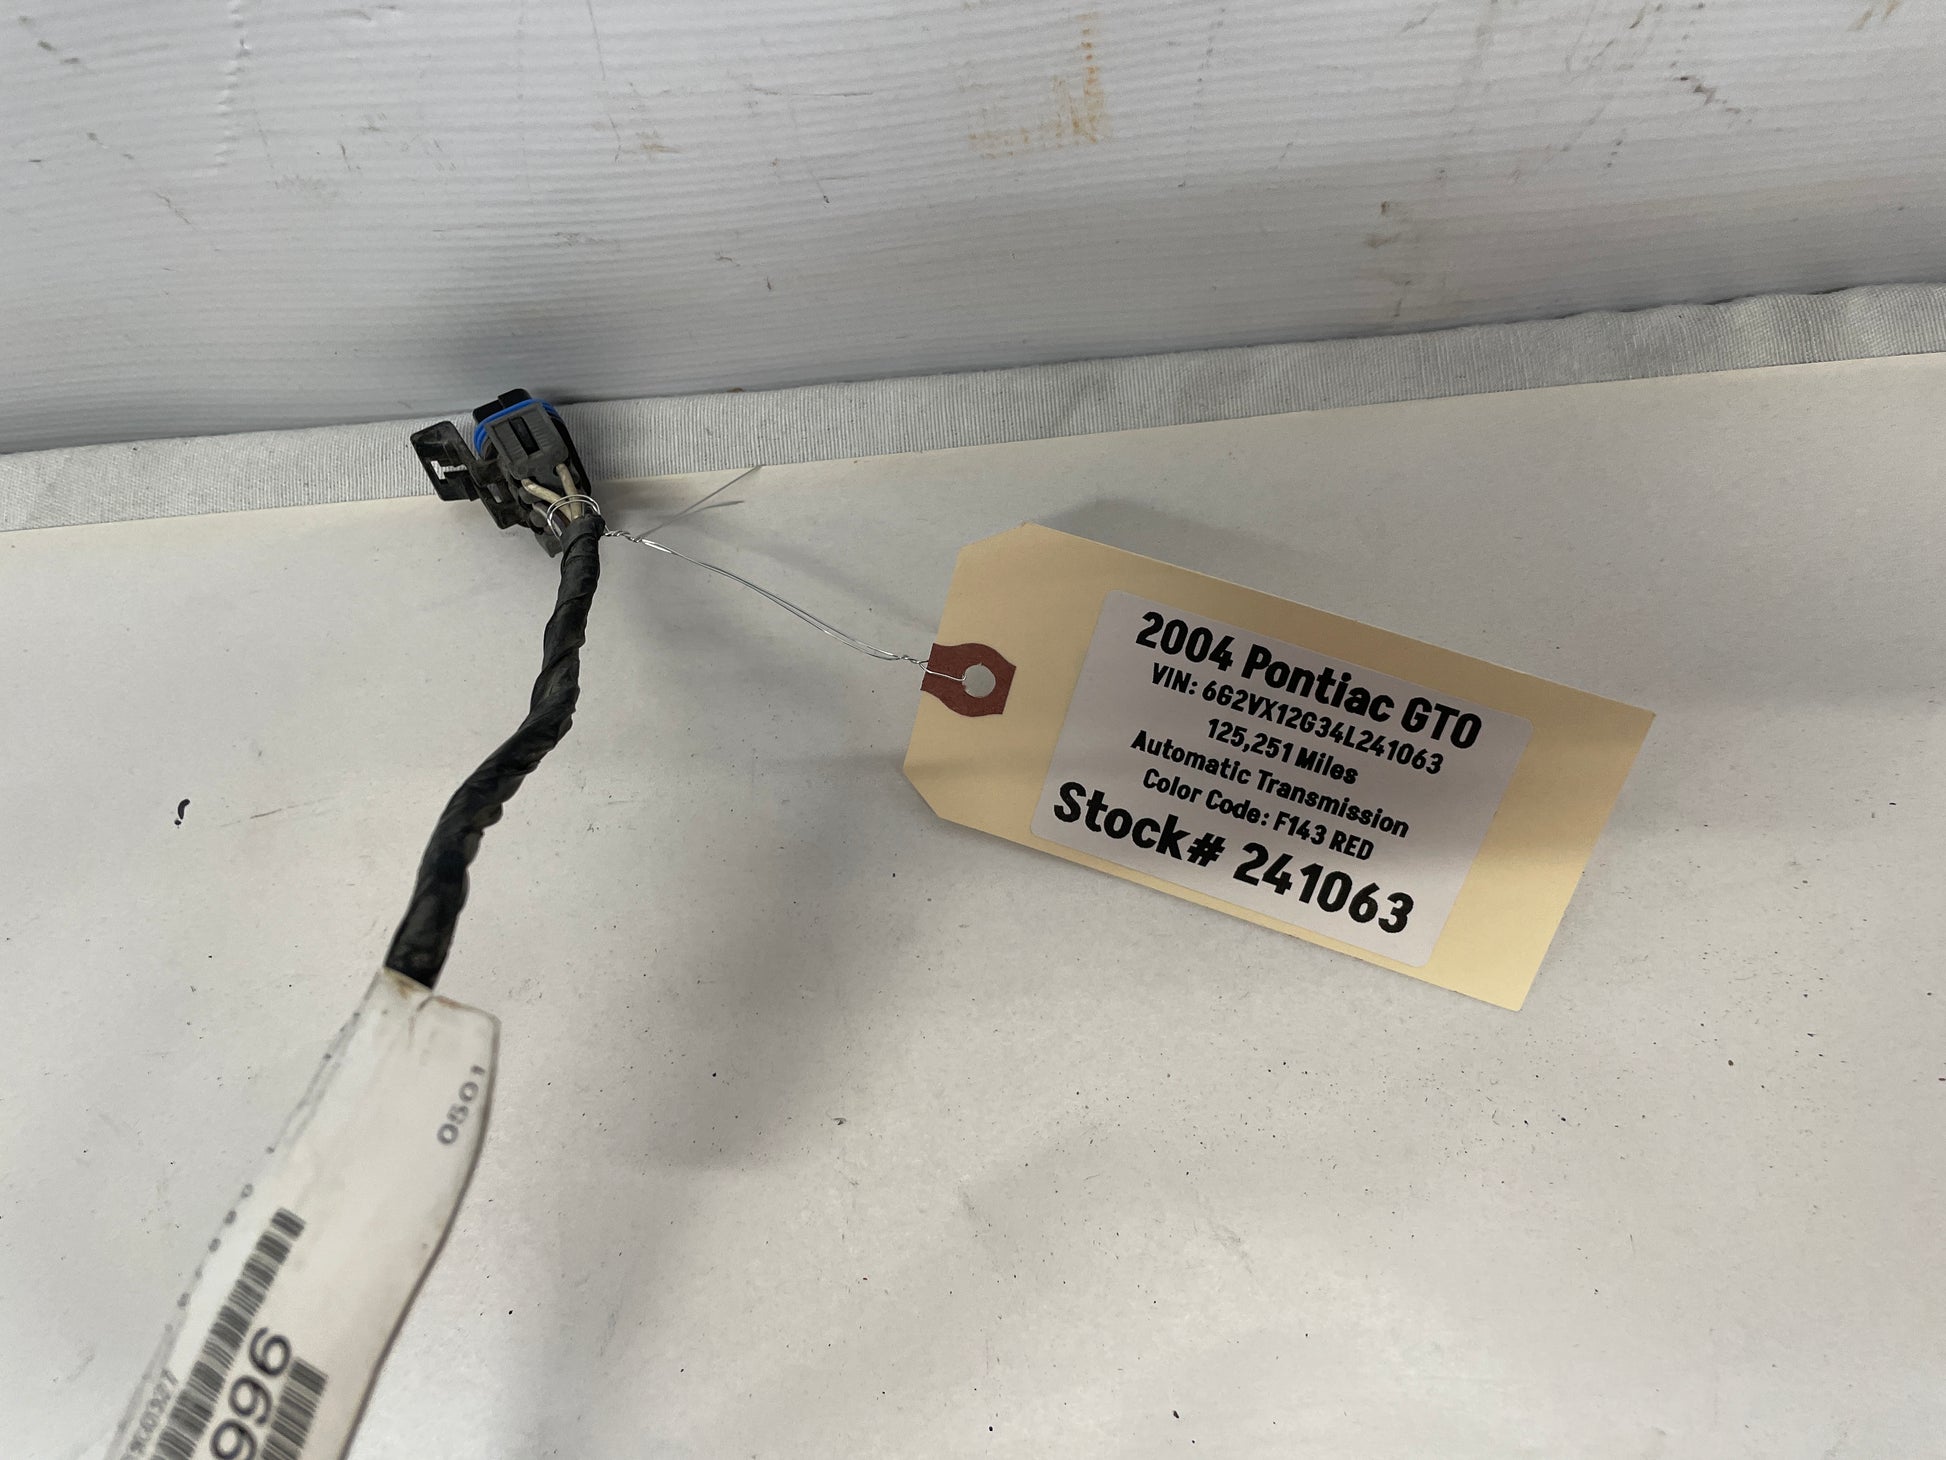 2004 Pontiac GTO
VIN: 6G2VX12G34L241063
125,251 Miles
Automatic Transmission
Color Code: F143 RED
Stock# 241063
0501
996